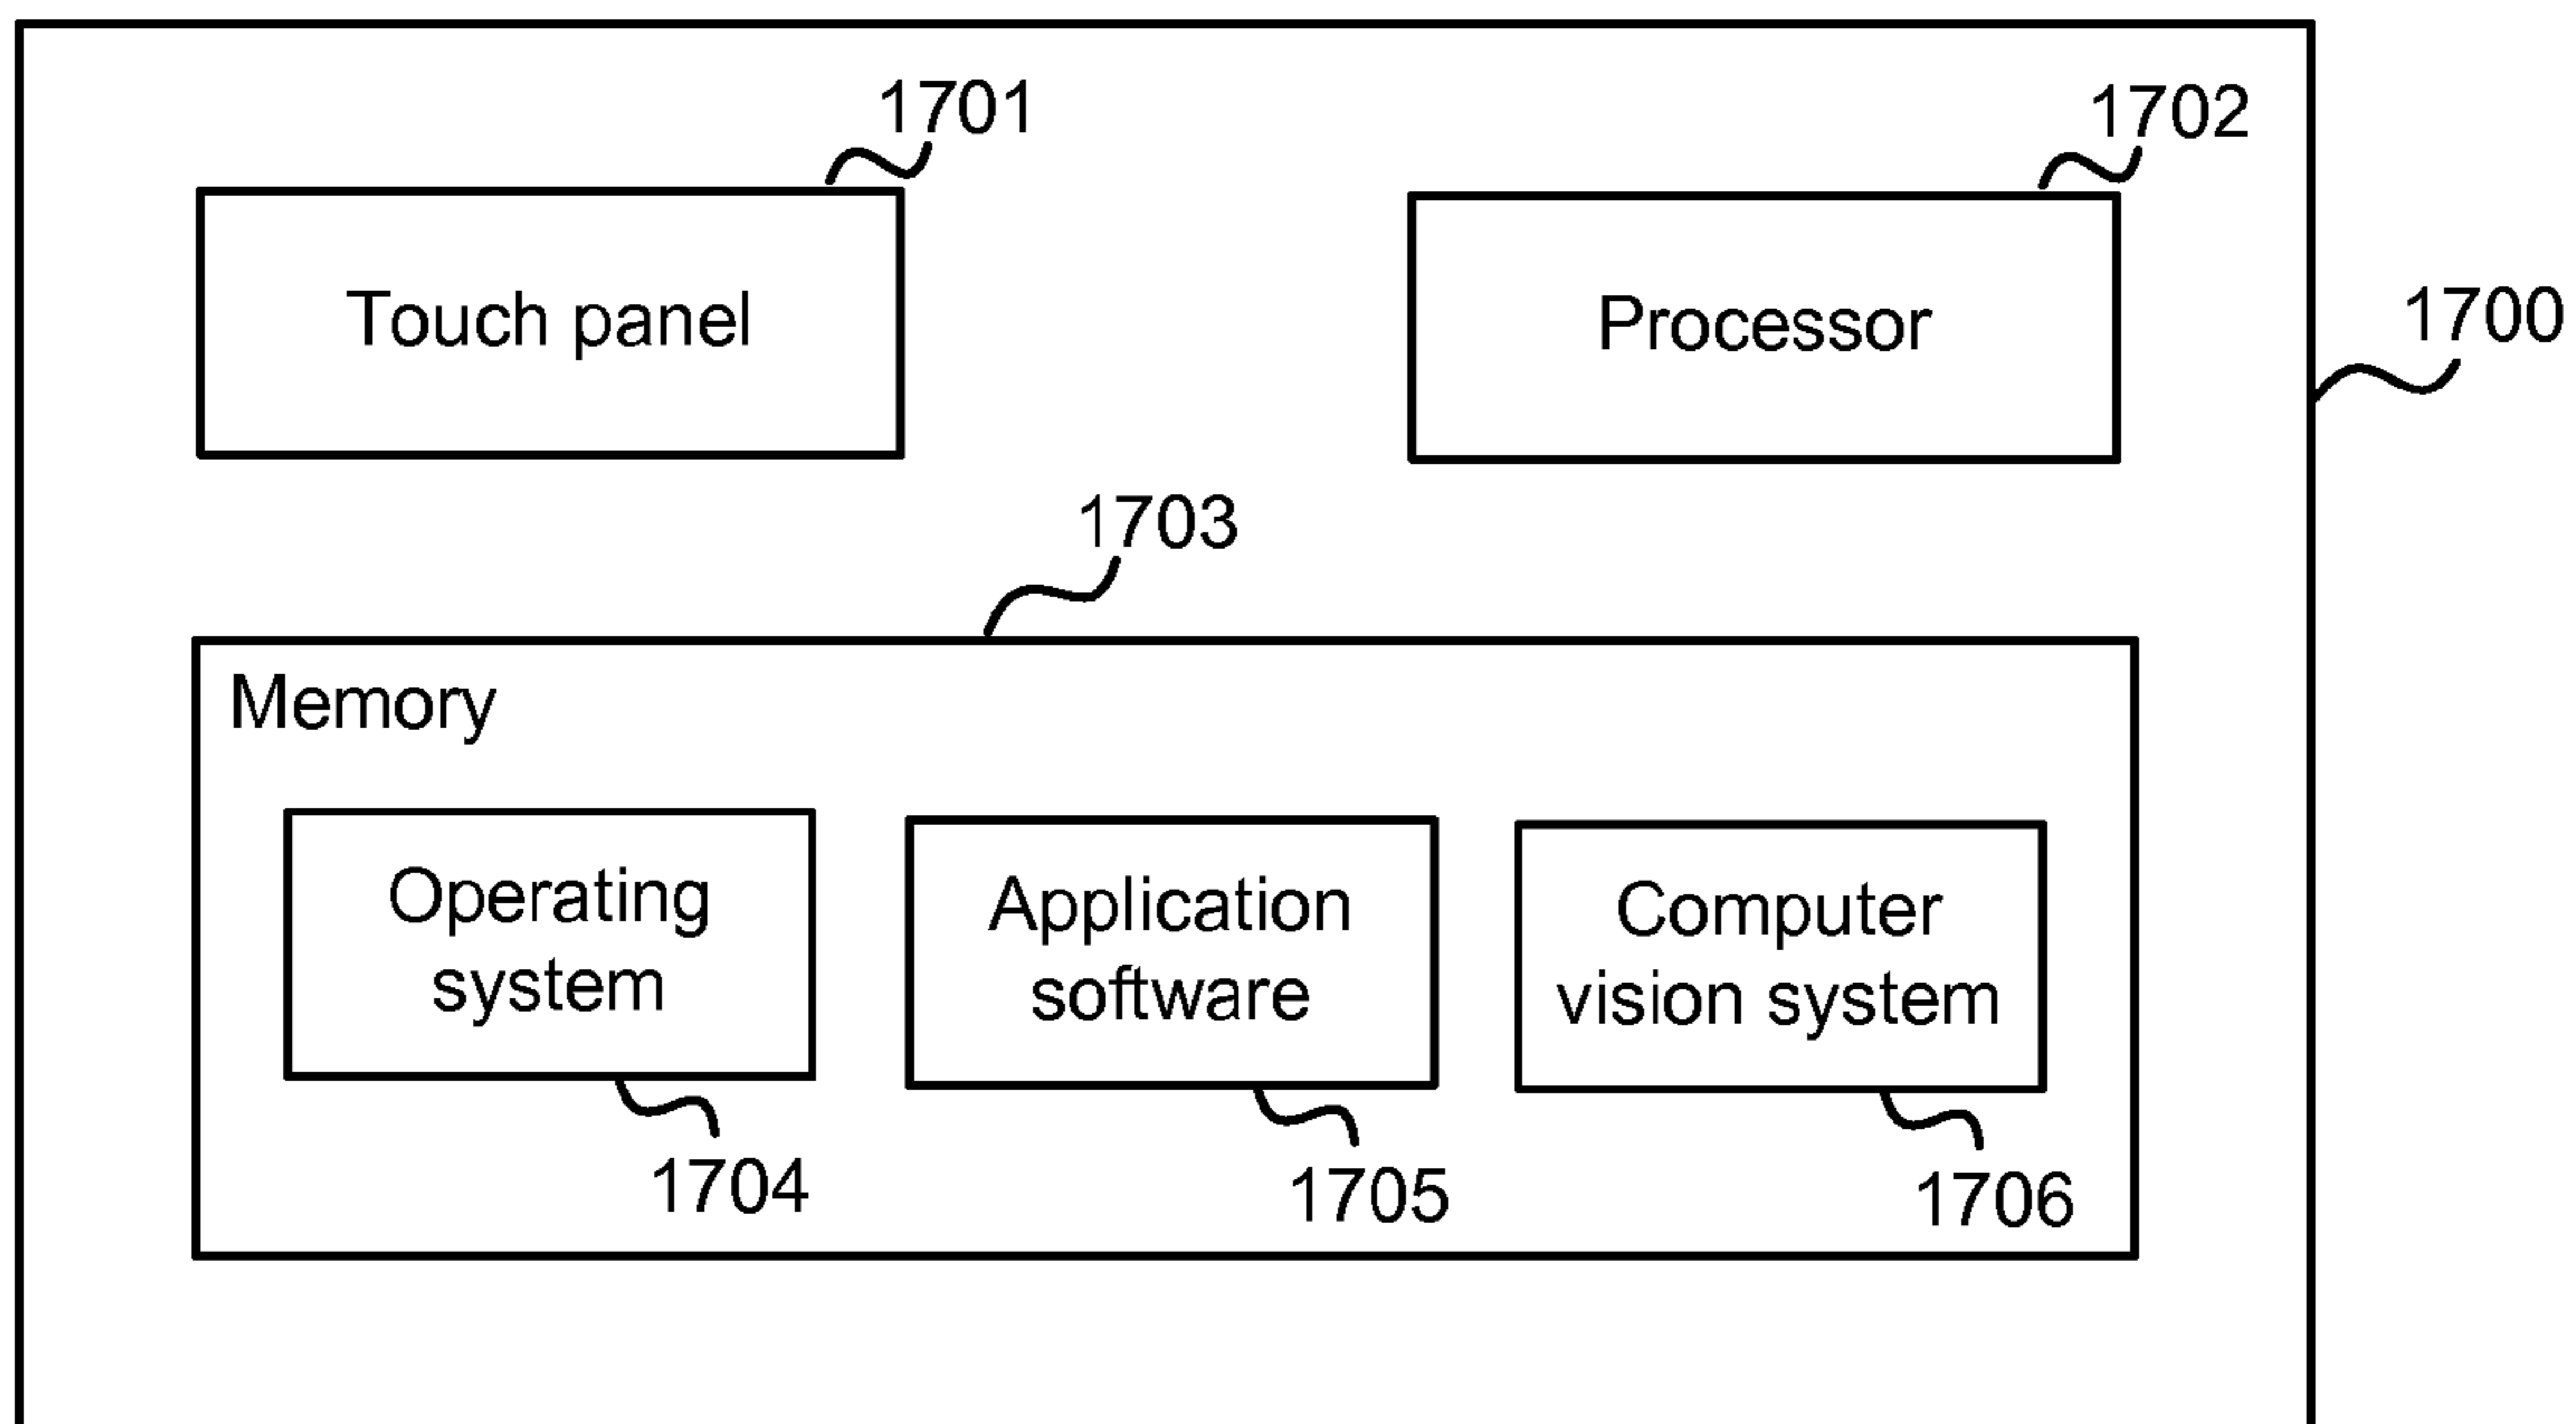 1701
1702
Touch panel
Processor
1700
1703
Memory
Operating
system
Application
software
Computer
vision system
1704
1705
1706